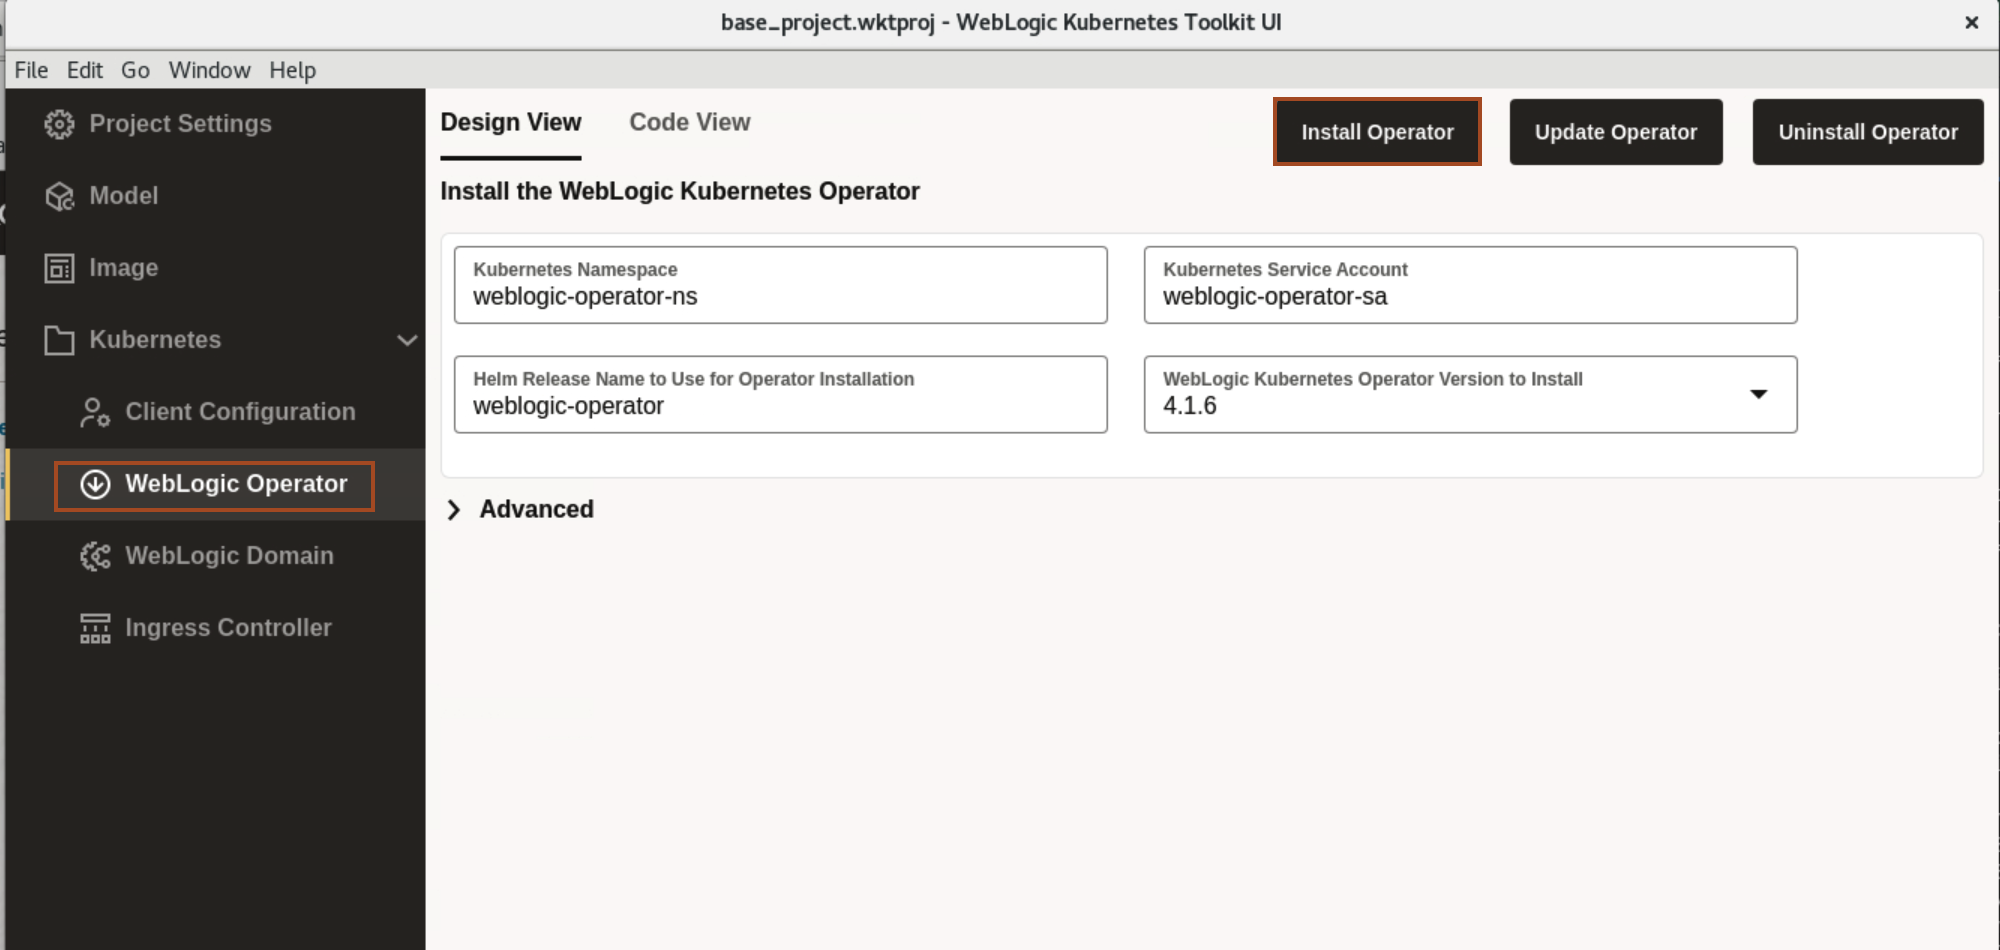 base_project.wktproj - WebLogic Kubernetes Toolkit UI
File Edit Go Window Help
Project Settings
Model
Image
Kubernetes
Client Configuration
WebLogic Operator
WebLogic Domain
Ingress Controller
Design View Code View
Install Operator Update Operator Uninstall Operator
Install the WebLogic Kubernetes Operator
Kubernetes Namespace
weblogic-operator-ns
Kubernetes Service Account
weblogic-operator-sa
Helm Release Name to Use for Operator Installation
weblogic-operator
WebLogic Kubernetes Operator Version to Install
4.1.6
Advanced